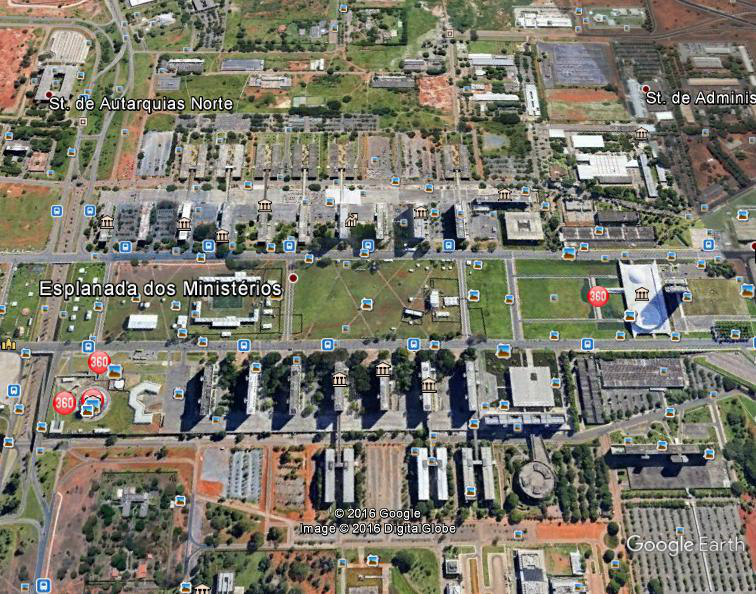 St. de Autarquias Norte
St. de Adminis
Esplanada dos Ministérios
360
360
360
© 2016 Google
Image © 2016 DigitalGlobe
Google Earth